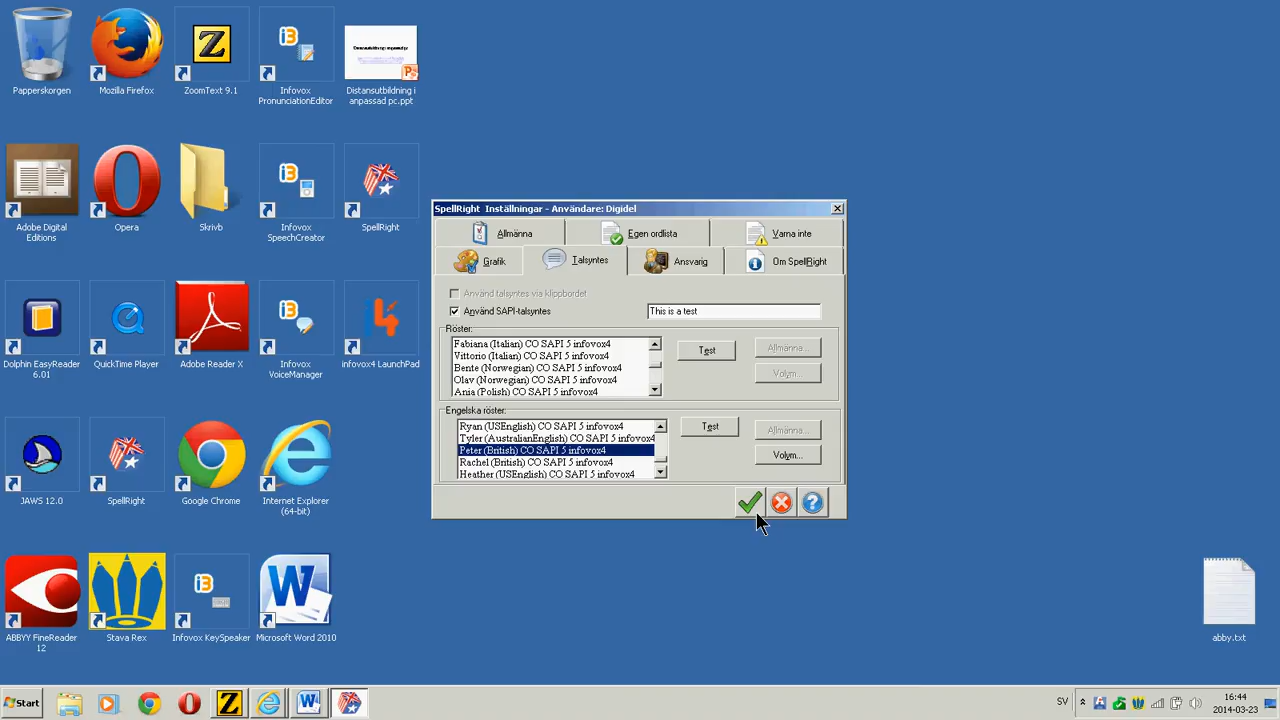 Papperskorgen
Mozilla Firefox
ZoomText 9.1
Infovox
PronunciationEditor
Distansutbildning i
anpassad pc.ppt
Adobe Digital
Editions
Opera
Skrivb
Infovox
SpeechCreator
SpellRight
Dolphin EasyReader
6.01
QuickTime Player
Adobe Reader X
Infovox
VoiceManager
infovox4 LaunchPad
JAWS 12.0
SpellRight
Google Chrome
Internet Explorer
(64-bit)
ABBYY FineReader
12
Stava Rex
Infovox KeySpeaker
Microsoft Word 2010
abby.txt
SpellRight Inställningar - Användare: Digidel
Allmänna
Egen ordlista
Varna inte
Grafik
Talsyntes
Ansvarig
Om SpellRight
Använd talsyntes via klippbordet
Använd SAPI-talsyntes
This is a test
Röster:
Fabiana (Italian) CO SAPI 5 infovox4
Vittorio (Italian) CO SAPI 5 infovox4
Bente (Norwegian) CO SAPI 5 infovox4
Olav (Norwegian) CO SAPI 5 infovox4
Ania (Polish) CO SAPI 5 infovox4
Test
Allmänna...
Volym...
Engelska röster:
Ryan (USEnglish) CO SAPI 5 infovox4
Tyler (AustralianEnglish) CO SAPI 5 infovox4
Peter (British) CO SAPI 5 infovox4
Rachel (British) CO SAPI 5 infovox4
Heather (USEnglish) CO SAPI 5 infovox4
Test
Allmänna...
Volym...
Start
SV
16:44
2014-03-23